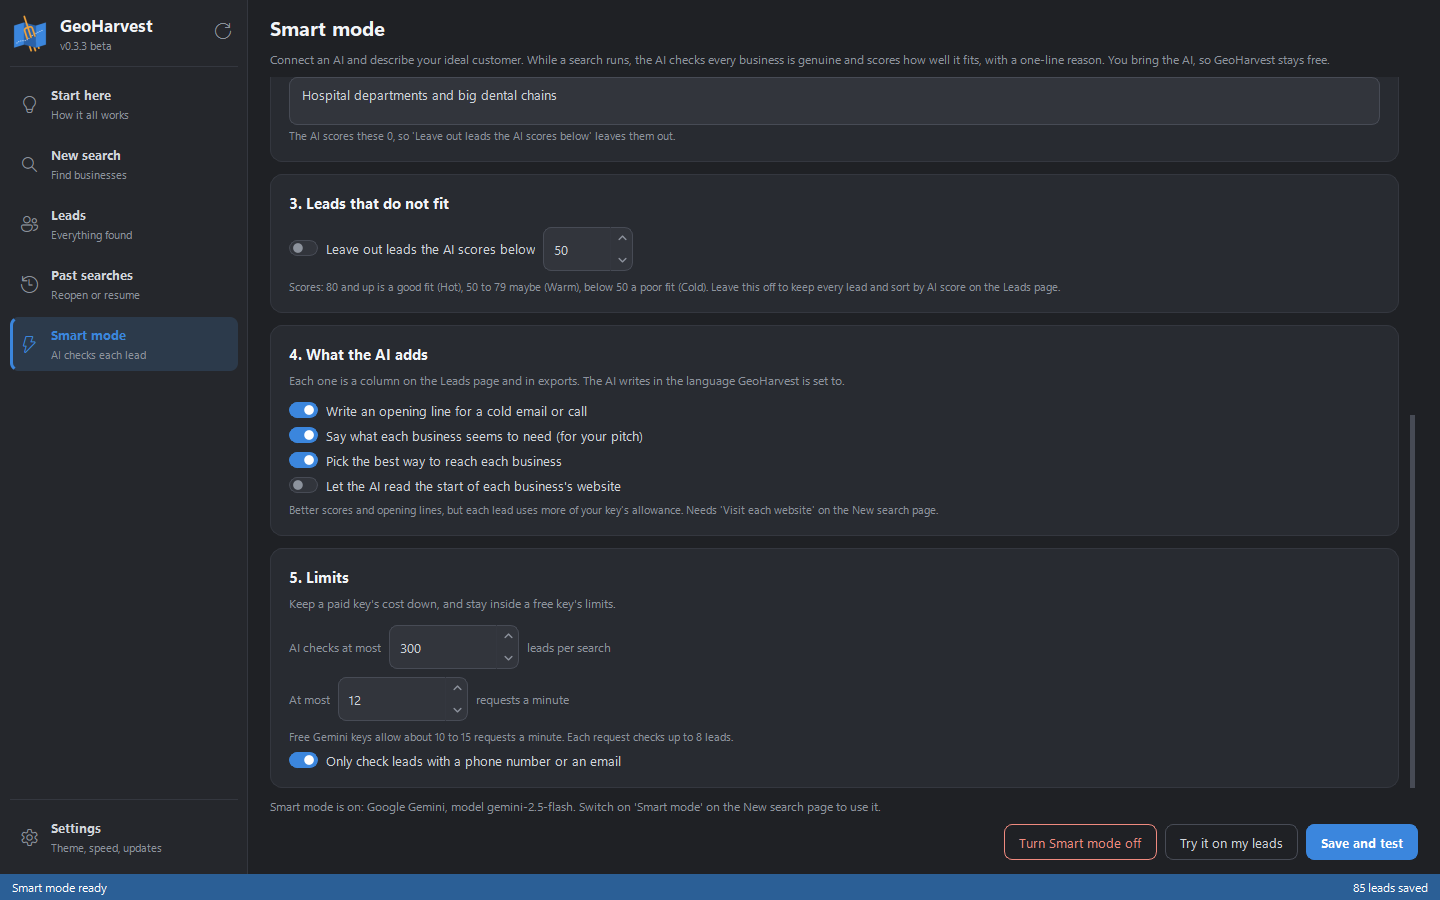 GeoHarvest
v0.3.3 beta
Start here
How it all works
New search
Find businesses
Leads
Everything found
Past searches
Reopen or resume
Smart mode
AI checks each lead
Settings
Theme, speed, updates
Smart mode
Connect an AI and describe your ideal customer. While a search runs, the AI checks every business is genuine and scores how well it fits, with a one-line reason. You bring the AI, so GeoHarvest stays free.
Hospital departments and big dental chains
The AI scores these 0, so 'Leave out leads the AI scores below' leaves them out.
3. Leads that do not fit
Leave out leads the AI scores below 50
Scores: 80 and up is a good fit (Hot), 50 to 79 maybe (Warm), below 50 a poor fit (Cold). Leave this off to keep every lead and sort by AI score on the Leads page.
4. What the AI adds
Each one is a column on the Leads page and in exports. The AI writes in the language GeoHarvest is set to.
Write an opening line for a cold email or call
Say what each business seems to need (for your pitch)
Pick the best way to reach each business
Let the AI read the start of each business's website
Better scores and opening lines, but each lead uses more of your key's allowance. Needs 'Visit each website' on the New search page.
5. Limits
Keep a paid key's cost down, and stay inside a free key's limits.
AI checks at most 300 leads per search
At most 12 requests a minute
Free Gemini keys allow about 10 to 15 requests a minute. Each request checks up to 8 leads.
Only check leads with a phone number or an email
Smart mode is on: Google Gemini, model gemini-2.5-flash. Switch on 'Smart mode' on the New search page to use it.
Turn Smart mode off
Try it on my leads
Save and test
Smart mode ready
85 leads saved